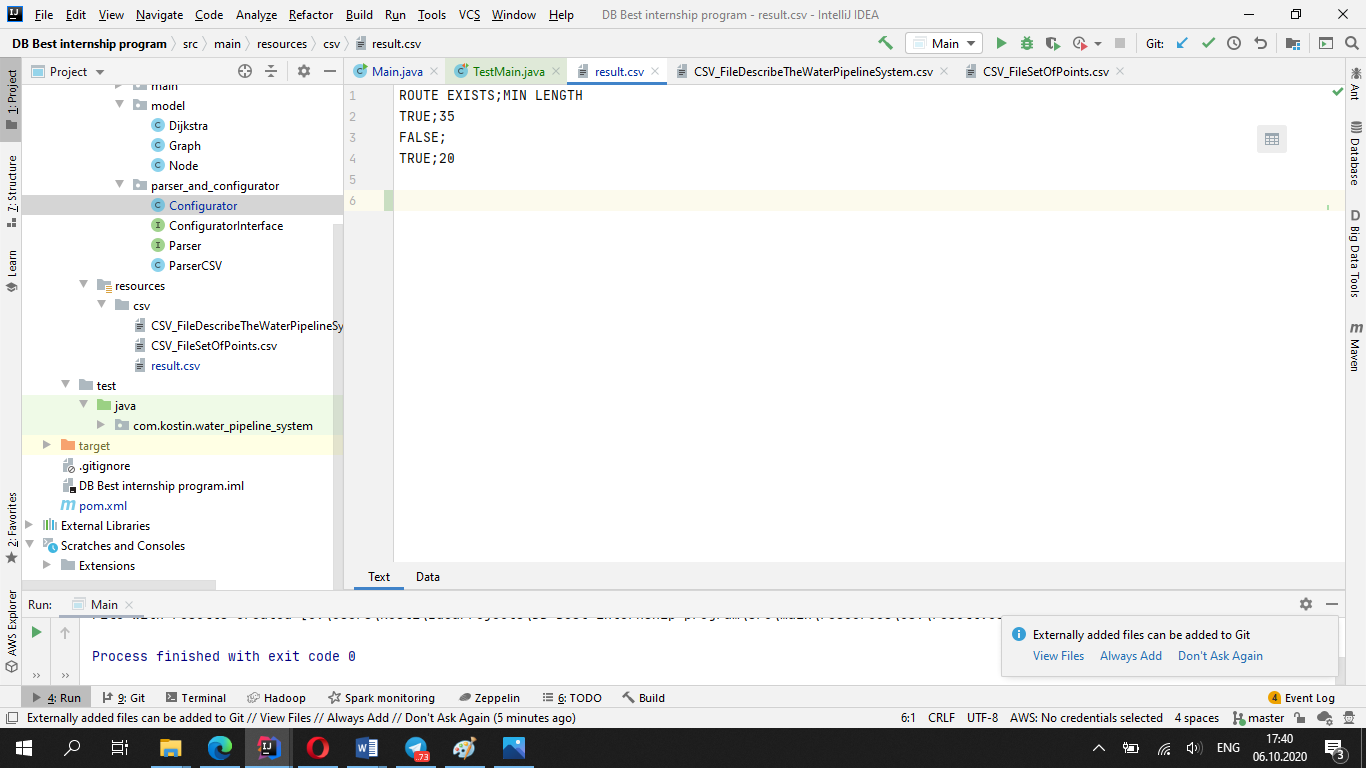 File Edit View Navigate Code Analyze Refactor Build Run Tools VCS Window Help DB Best internship program - result.csv - IntelliJ IDEA
DB Best internship program src main resources csv result.csv Main Git:
1: Project
7: Structure
Learn
2: Favorites
AWS Explorer
Project
main
model
Dijkstra
Graph
Node
parser_and_configurator
Configurator
ConfiguratorInterface
Parser
ParserCSV
resources
csv
CSV_FileDescribeTheWaterPipelineSy
CSV_FileSetOfPoints.csv
result.csv
test
java
com.kostin.water_pipeline_system
target
.gitignore
DB Best internship program.iml
pom.xml
External Libraries
Scratches and Consoles
Extensions
Main.java TestMain.java result.csv CSV_FileDescribeTheWaterPipelineSystem.csv CSV_FileSetOfPoints.csv
1 ROUTE EXISTS;MIN LENGTH
2 TRUE;35
3 FALSE;
4 TRUE;20
5
6
Text Data
Ant
Database
D Big Data Tools
m Maven
Run: Main
Process finished with exit code 0
Externally added files can be added to Git
View Files Always Add Don't Ask Again
4: Run 9: Git Terminal Hadoop Spark monitoring Zeppelin 6: TODO Build 4 Event Log
Externally added files can be added to Git // View Files // Always Add // Don't Ask Again (5 minutes ago) 6:1 CRLF UTF-8 AWS: No credentials selected 4 spaces master
73 ENG 17:40
06.10.2020 3